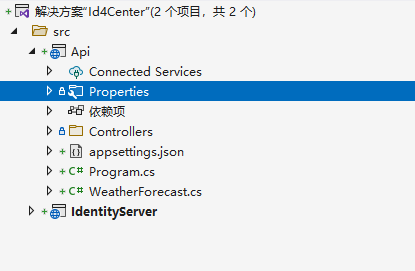 解决方案"Id4Center"(2 个项目，共 2 个)
src
Api
Connected Services
Properties
依赖项
Controllers
appsettings.json
C# Program.cs
C# WeatherForecast.cs
IdentityServer